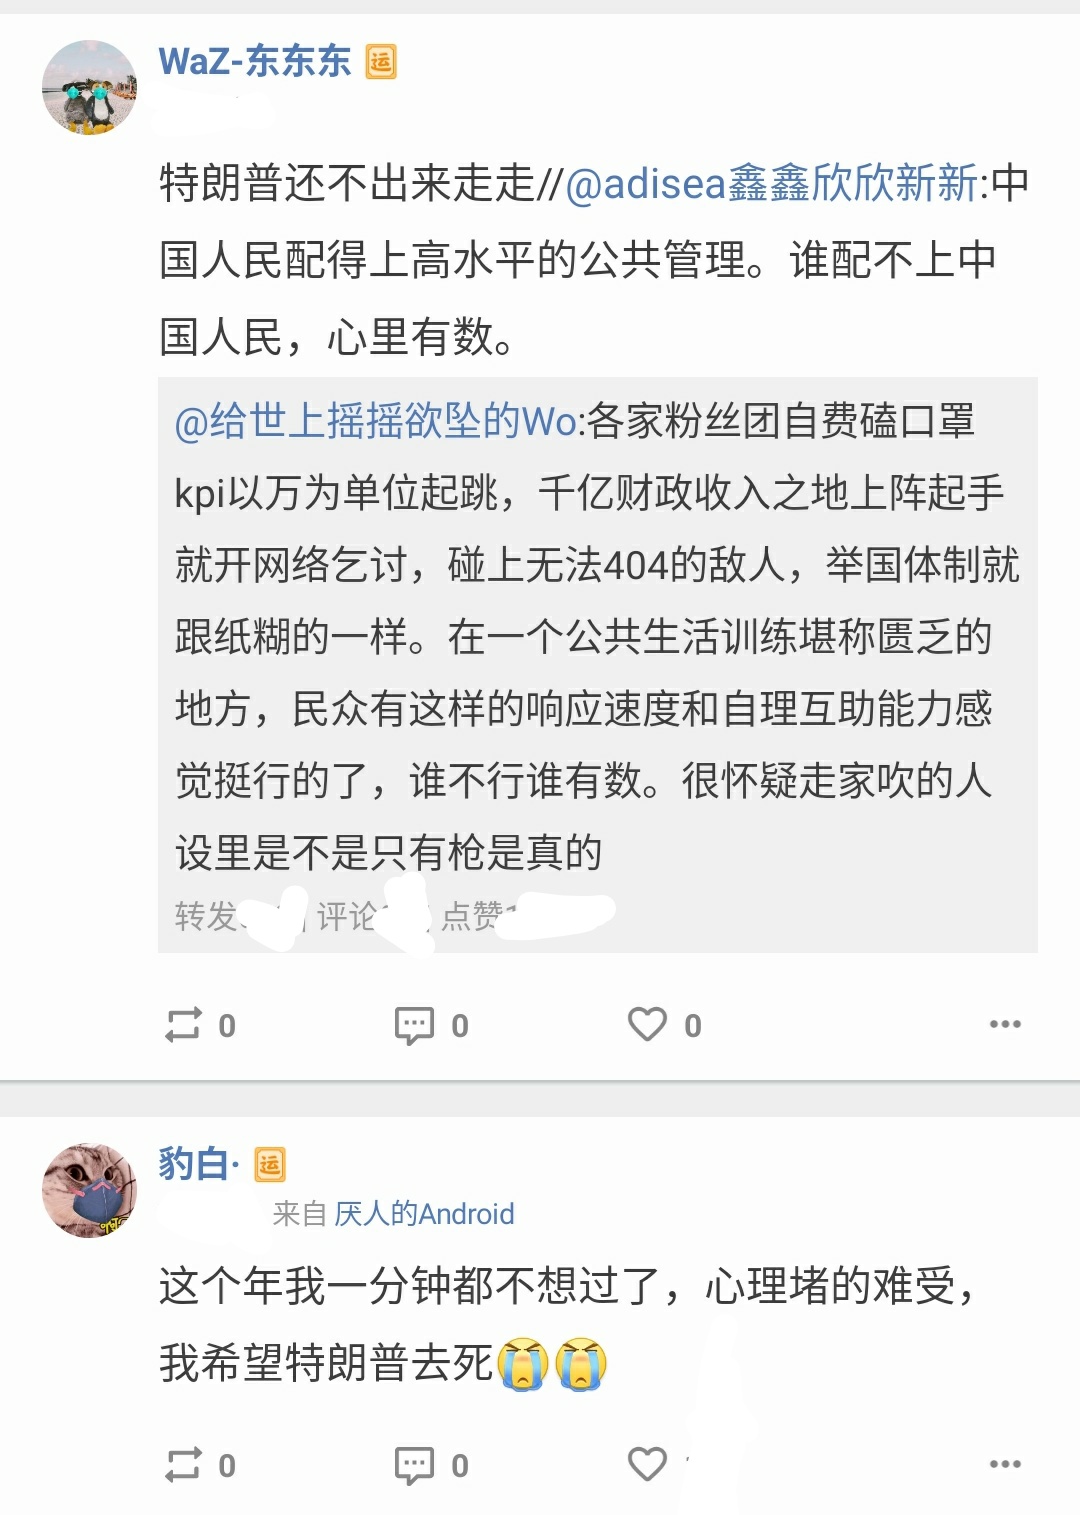 WaZ-东东东 运
特朗普还不出来走走//@adisea鑫鑫欣欣新新:中
国人民配得上高水平的公共管理。谁配不上中
国人民，心里有数。
@给世上摇摇欲坠的Wo:各家粉丝团自费磕口罩
kpi以万为单位起跳，千亿财政收入之地上阵起手
就开网络乞讨，碰上无法404的敌人，举国体制就
跟纸糊的一样。在一个公共生活训练堪称匮乏的
地方，民众有这样的响应速度和自理互助能力感
觉挺行的了，谁不行谁有数。很怀疑走家吹的人
设里是不是只有枪是真的
转发 评论 点赞
0 0 0
豹白· 运
来自 厌人的Android
这个年我一分钟都不想过了，心理堵的难受，
我希望特朗普去死😭😭
0 0